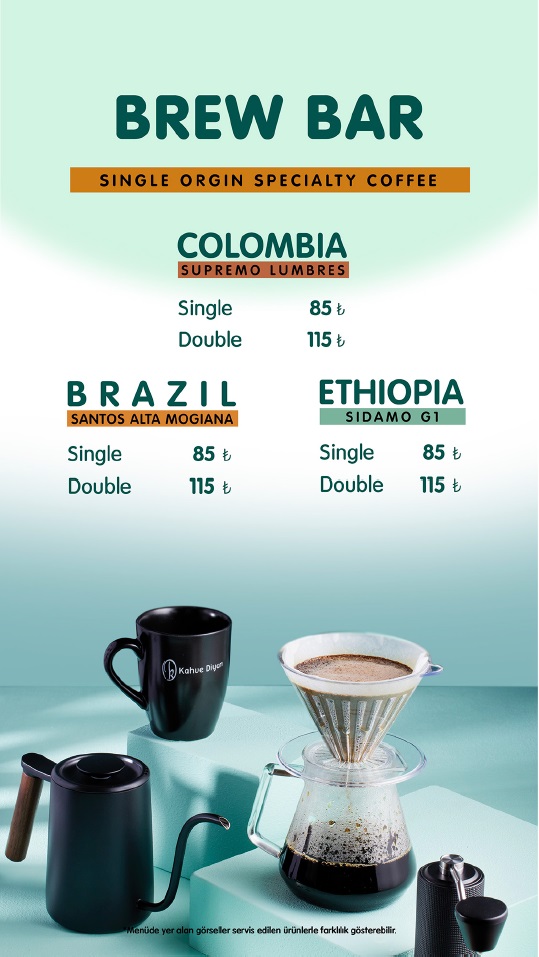 BREW BAR
SINGLE ORGIN SPECIALTY COFFEE
COLOMBIA
SUPREMO LUMBRES
Single 85 ₺
Double 115 ₺
BRAZIL
SANTOS ALTA MOGIANA
Single 85 ₺
Double 115 ₺
ETHIOPIA
SIDAMO G1
Single 85 ₺
Double 115 ₺
Kahve Diyarı
*Menüde yer alan görseller servis edilen ürünlerle farklılık gösterebilir.